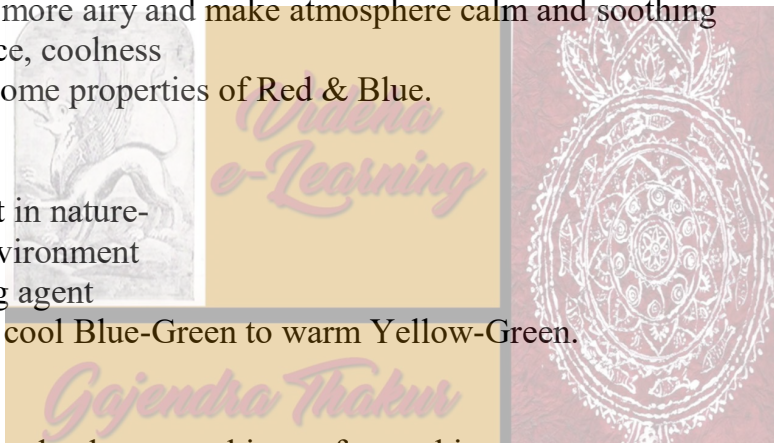 more airy and make atmosphere calm and soothing
ce, coolness
ome properties of Red & Blue.
Videha
e-Learning
t in nature-
vironment
g agent
cool Blue-Green to warm Yellow-Green.
Gajendra Thakur